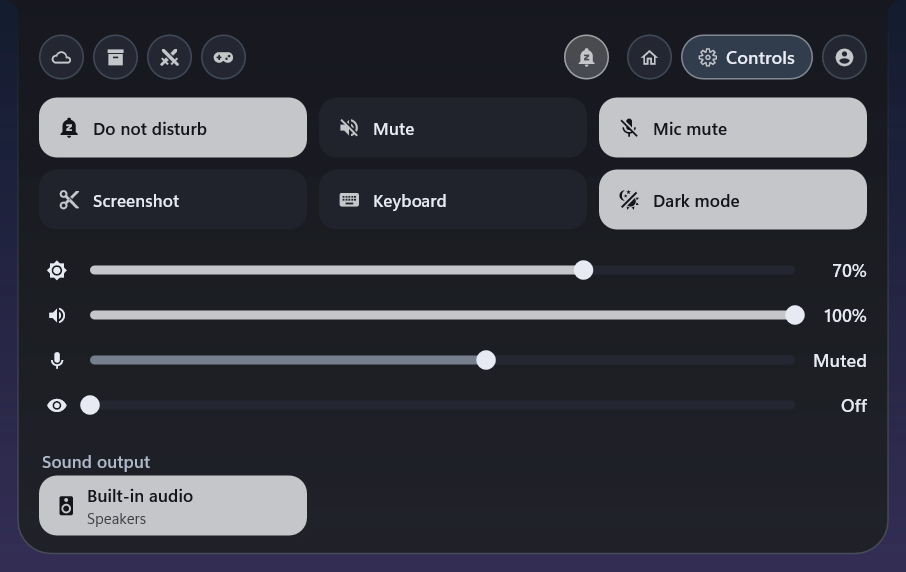 Controls
Do not disturb
Mute
Mic mute
Screenshot
Keyboard
Dark mode
70%
100%
Muted
Off
Sound output
Built-in audio
Speakers